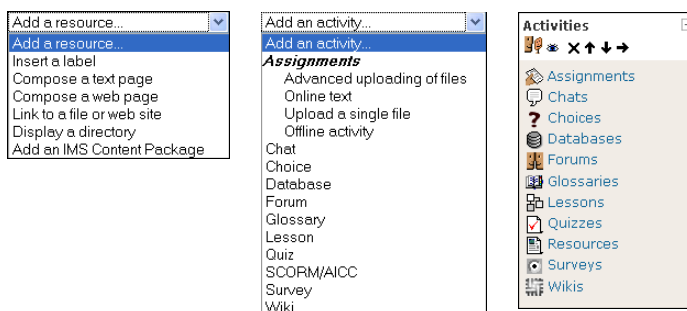 Add a resource...
Add a resource...
Insert a label
Compose a text page
Compose a web page
Link to a file or web site
Display a directory
Add an IMS Content Package
Add an activity...
Add an activity...
Assignments
Advanced uploading of files
Online text
Upload a single file
Offline activity
Chat
Choice
Database
Forum
Glossary
Lesson
Quiz
SCORM/AICC
Survey
Wiki
Activities
Assignments
Chats
Choices
Databases
Forums
Glossaries
Lessons
Quizzes
Resources
Surveys
Wikis